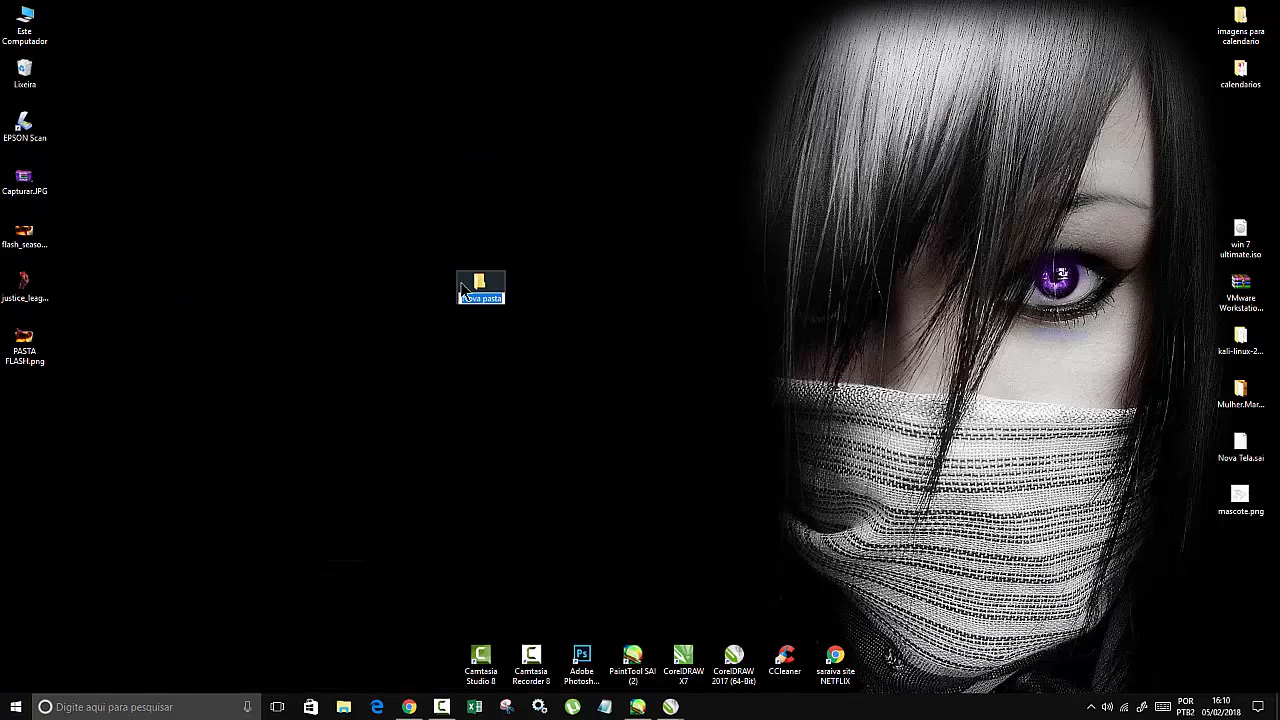 Este
Computador
Lixeira
EPSON Scan
Capturar.JPG
flash_seaso...
justice_leag...
PASTA
FLASH.png
Nova pasta
imagens para
calendario
calendarios
win 7
ultimate.iso
VMware
Workstatio...
kali-linux-2...
Mulher.Mar...
Nova Tela.sai
mascote.png
Camtasia
Studio 8
Camtasia
Recorder 8
Adobe
Photosh...
PaintTool SAI
(2)
CorelDRAW
X7
CorelDRAW
2017 (64-Bit)
CCleaner
saraiva site
NETFLIX
Digite aqui para pesquisar
POR
PTB2
16:10
05/02/2018